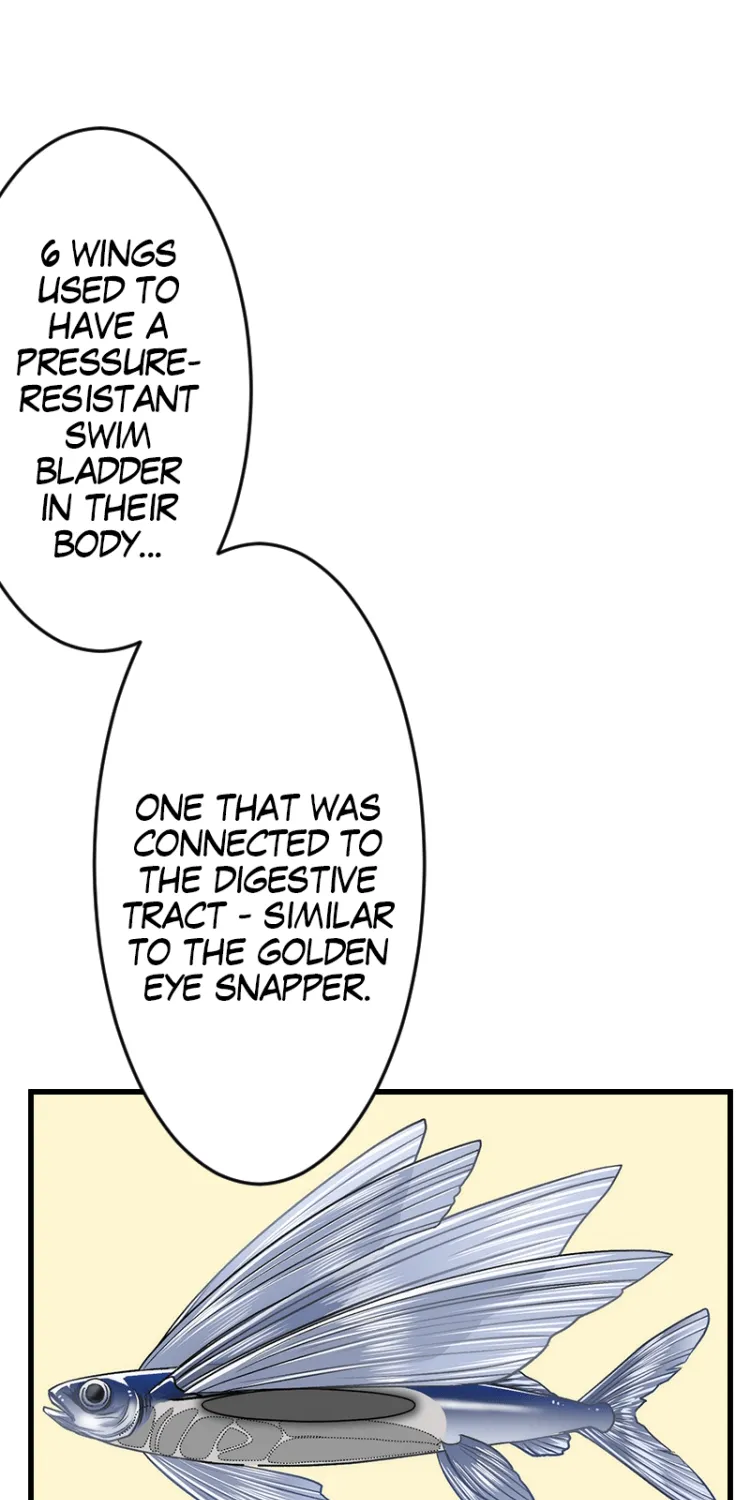 6 WINGS
USED TO
HAVE A
PRESSURE-
RESISTANT
SWIM
BLADDER
IN THEIR
BODY...
ONE THAT WAS
CONNECTED TO
THE DIGESTIVE
TRACT - SIMILAR
TO THE GOLDEN
EYE SNAPPER.